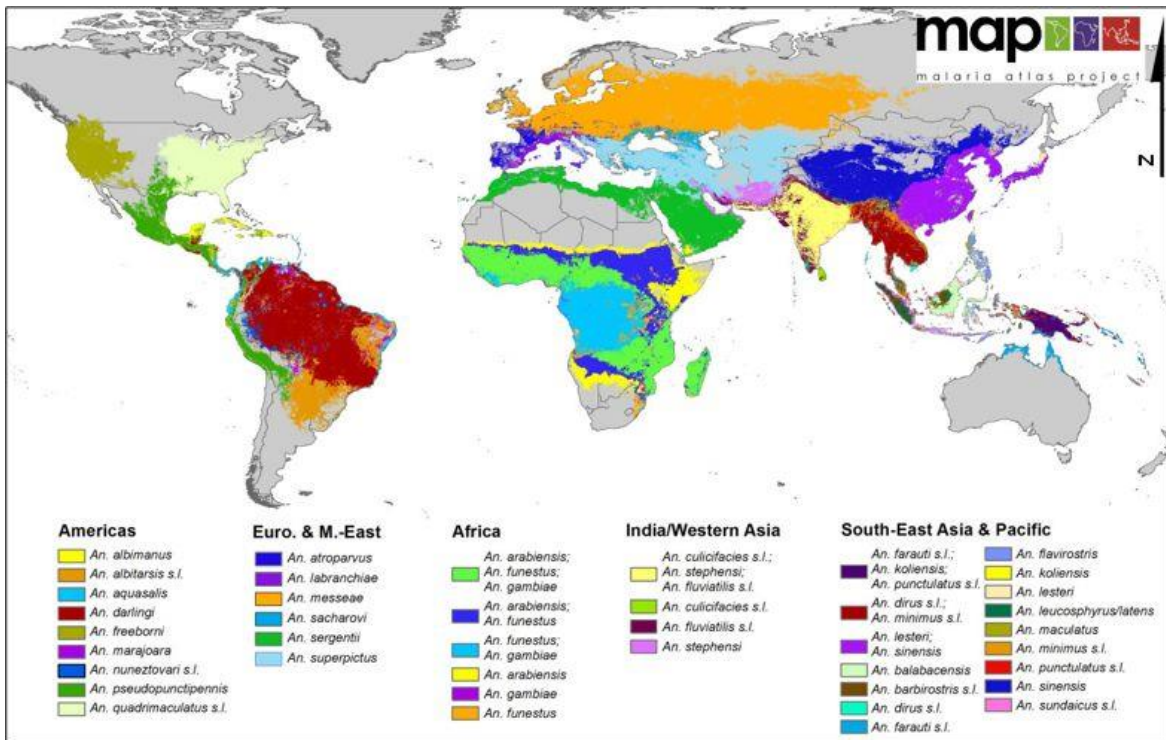 map
malaria atlas project
N
Americas
An. albimanus
An. albitarsis s.l.
An. aquasalis
An. darlingi
An. freeborni
An. marajoara
An. nuneztovari s.l.
An. pseudopunctipennis
An. quadrimaculatus s.l.
Euro. & M.-East
An. atroparvus
An. labranchiae
An. messeae
An. sacharovi
An. sergentii
An. superpictus
Africa
An. arabiensis;
An. funestus;
An. gambiae
An. arabiensis;
An. funestus
An. funestus;
An. gambiae
An. arabiensis
An. gambiae
An. funestus
India/Western Asia
An. culicifacies s.l.;
An. stephensi;
An. fluviatilis s.l.
An. culicifacies s.l.
An. fluviatilis s.l.
An. stephensi
South-East Asia & Pacific
An. farauti s.l.;
An. koliensis;
An. punctulatus s.l.
An. dirus s.l.;
An. minimus s.l.
An. lesteri;
An. sinensis
An. balabacensis
An. barbirostris s.l.
An. dirus s.l.
An. farauti s.l.
An. flavirostris
An. koliensis
An. lesteri
An. leucosphyrus/latens
An. maculatus
An. minimus s.l.
An. punctulatus s.l.
An. sinensis
An. sundaicus s.l.